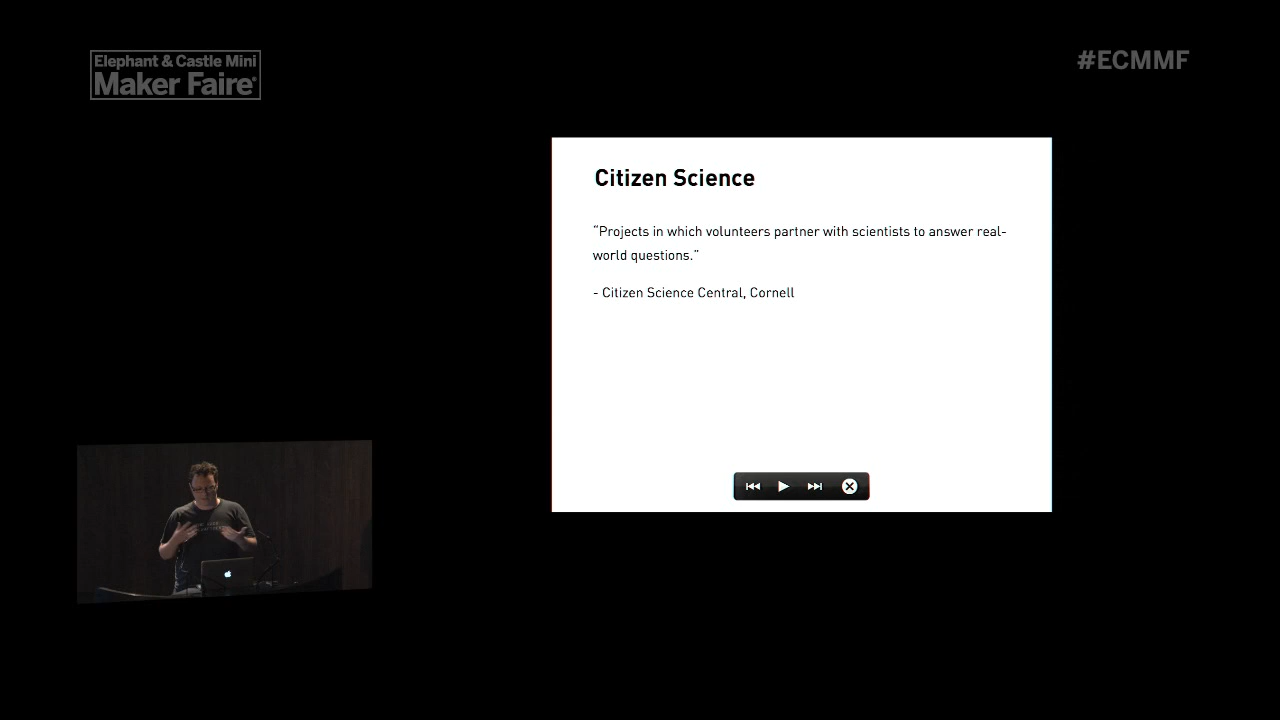 Elephant & Castle Mini
Maker Faire®
#ECMMF
Citizen Science
“Projects in which volunteers partner with scientists to answer real-
world questions.”
- Citizen Science Central, Cornell